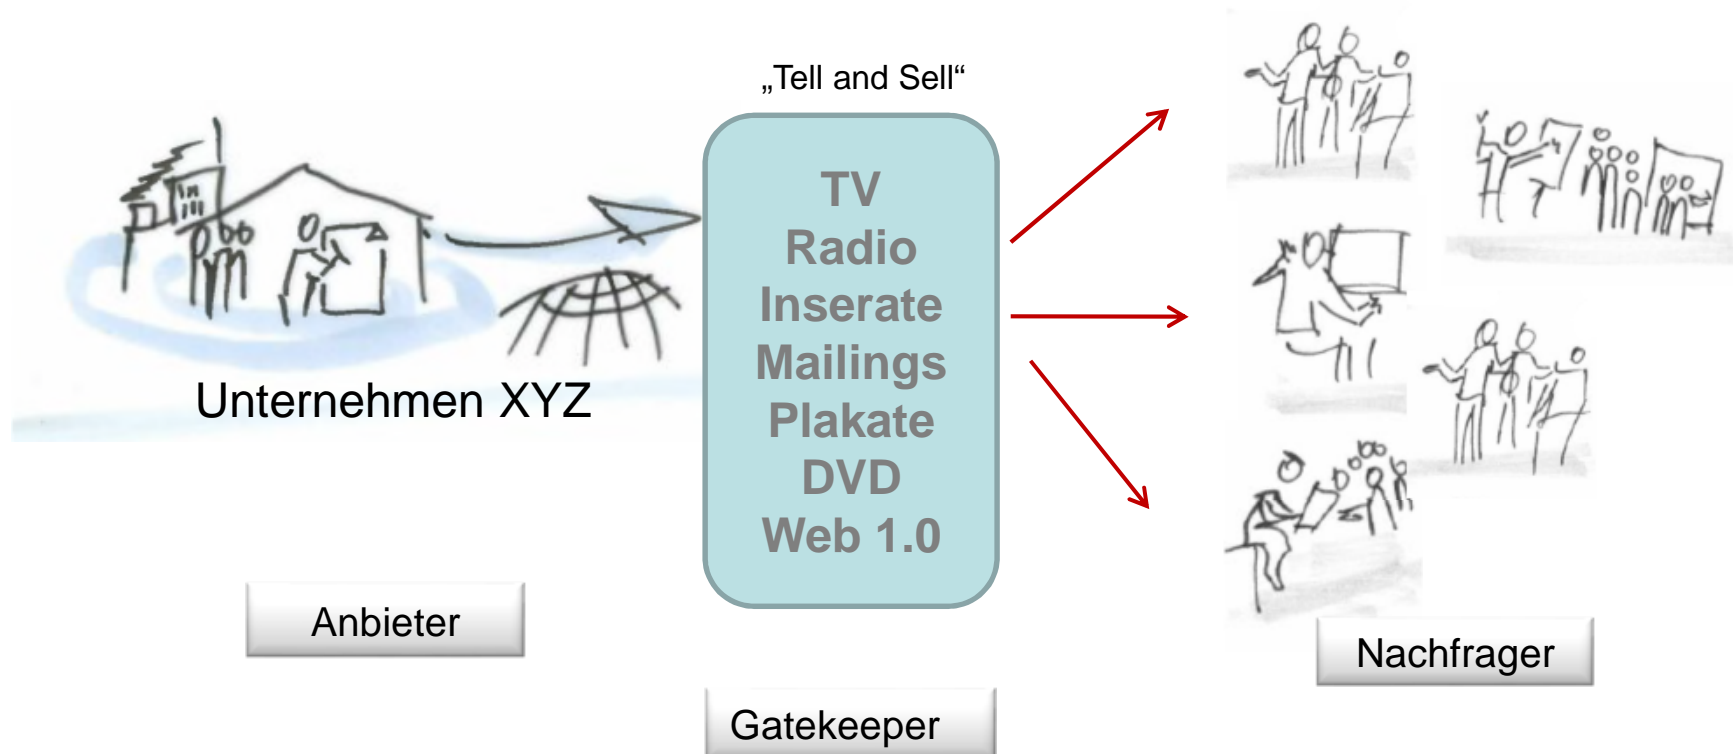 „Tell and Sell“
TV
Radio
Inserate
Mailings
Plakate
DVD
Web 1.0
Unternehmen XYZ
Anbieter
Gatekeeper
Nachfrager